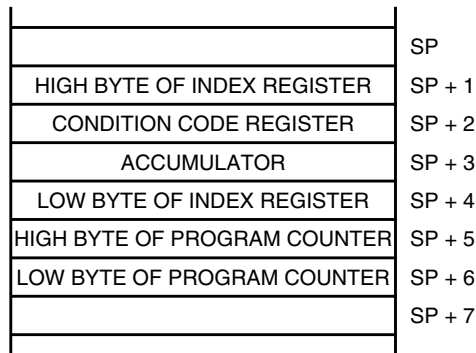 SP
HIGH BYTE OF INDEX REGISTER SP + 1
CONDITION CODE REGISTER SP + 2
ACCUMULATOR SP + 3
LOW BYTE OF INDEX REGISTER SP + 4
HIGH BYTE OF PROGRAM COUNTER SP + 5
LOW BYTE OF PROGRAM COUNTER SP + 6
SP + 7